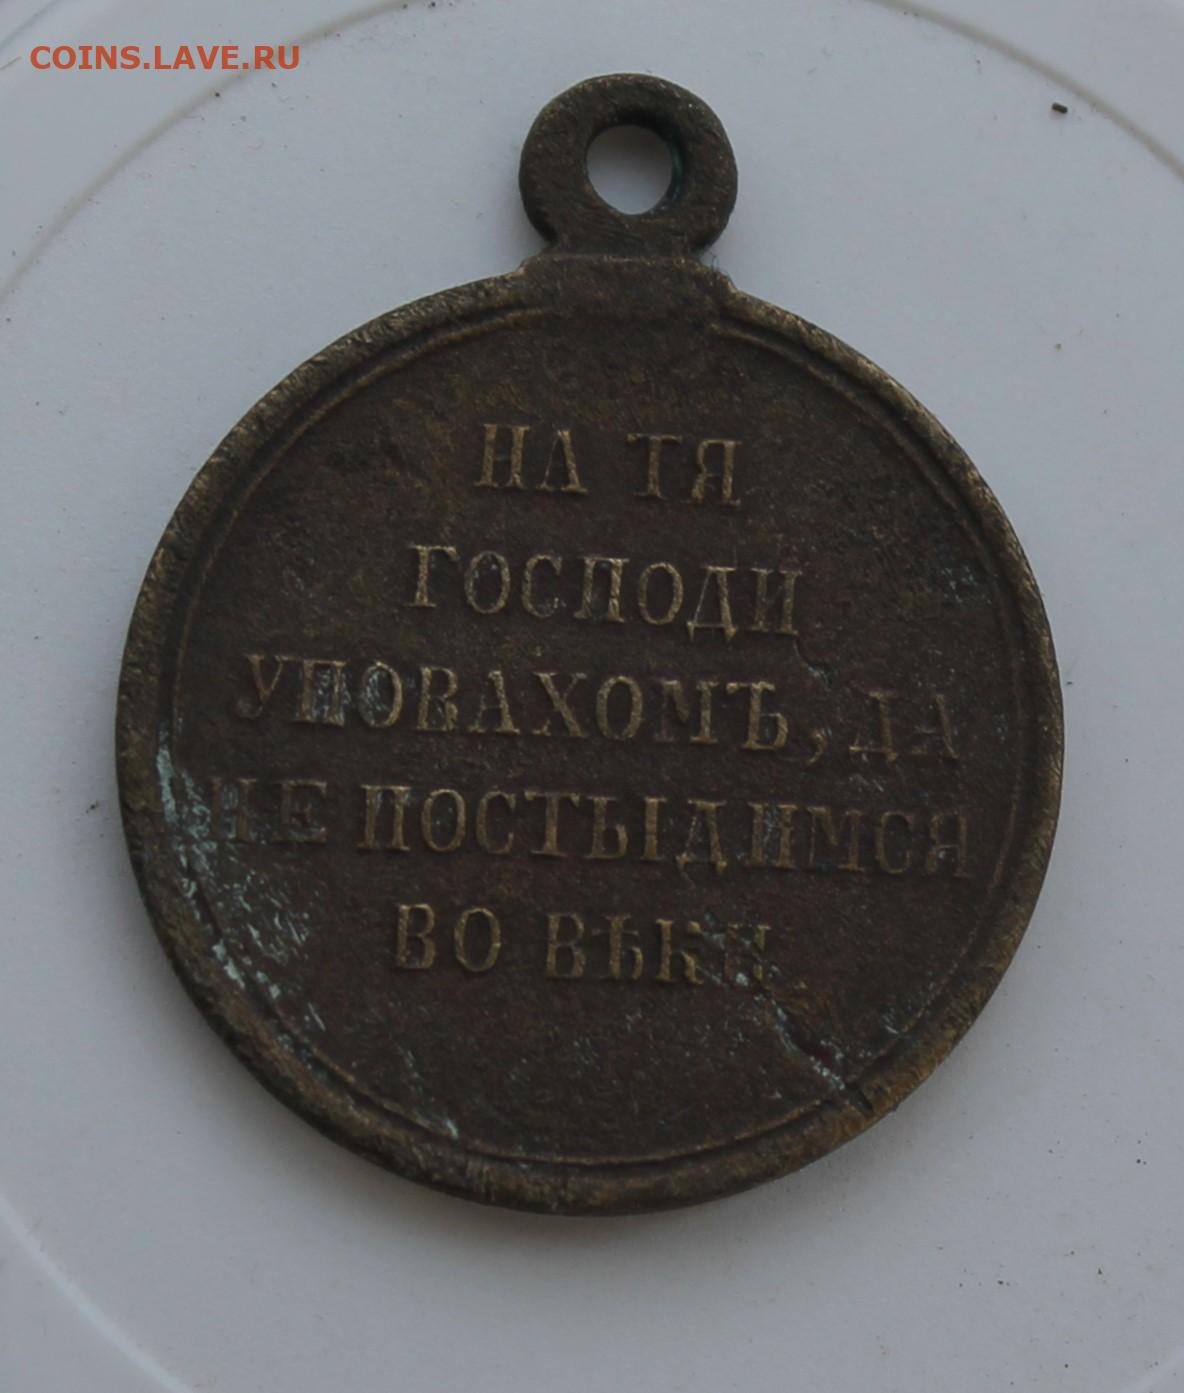 COINS.LAVE.RU
НА ТЯ
ГОСПОДИ
УПОВАХОМЪ, ДА
НЕ ПОСТЫДИМСЯ
ВО ВѢКИ